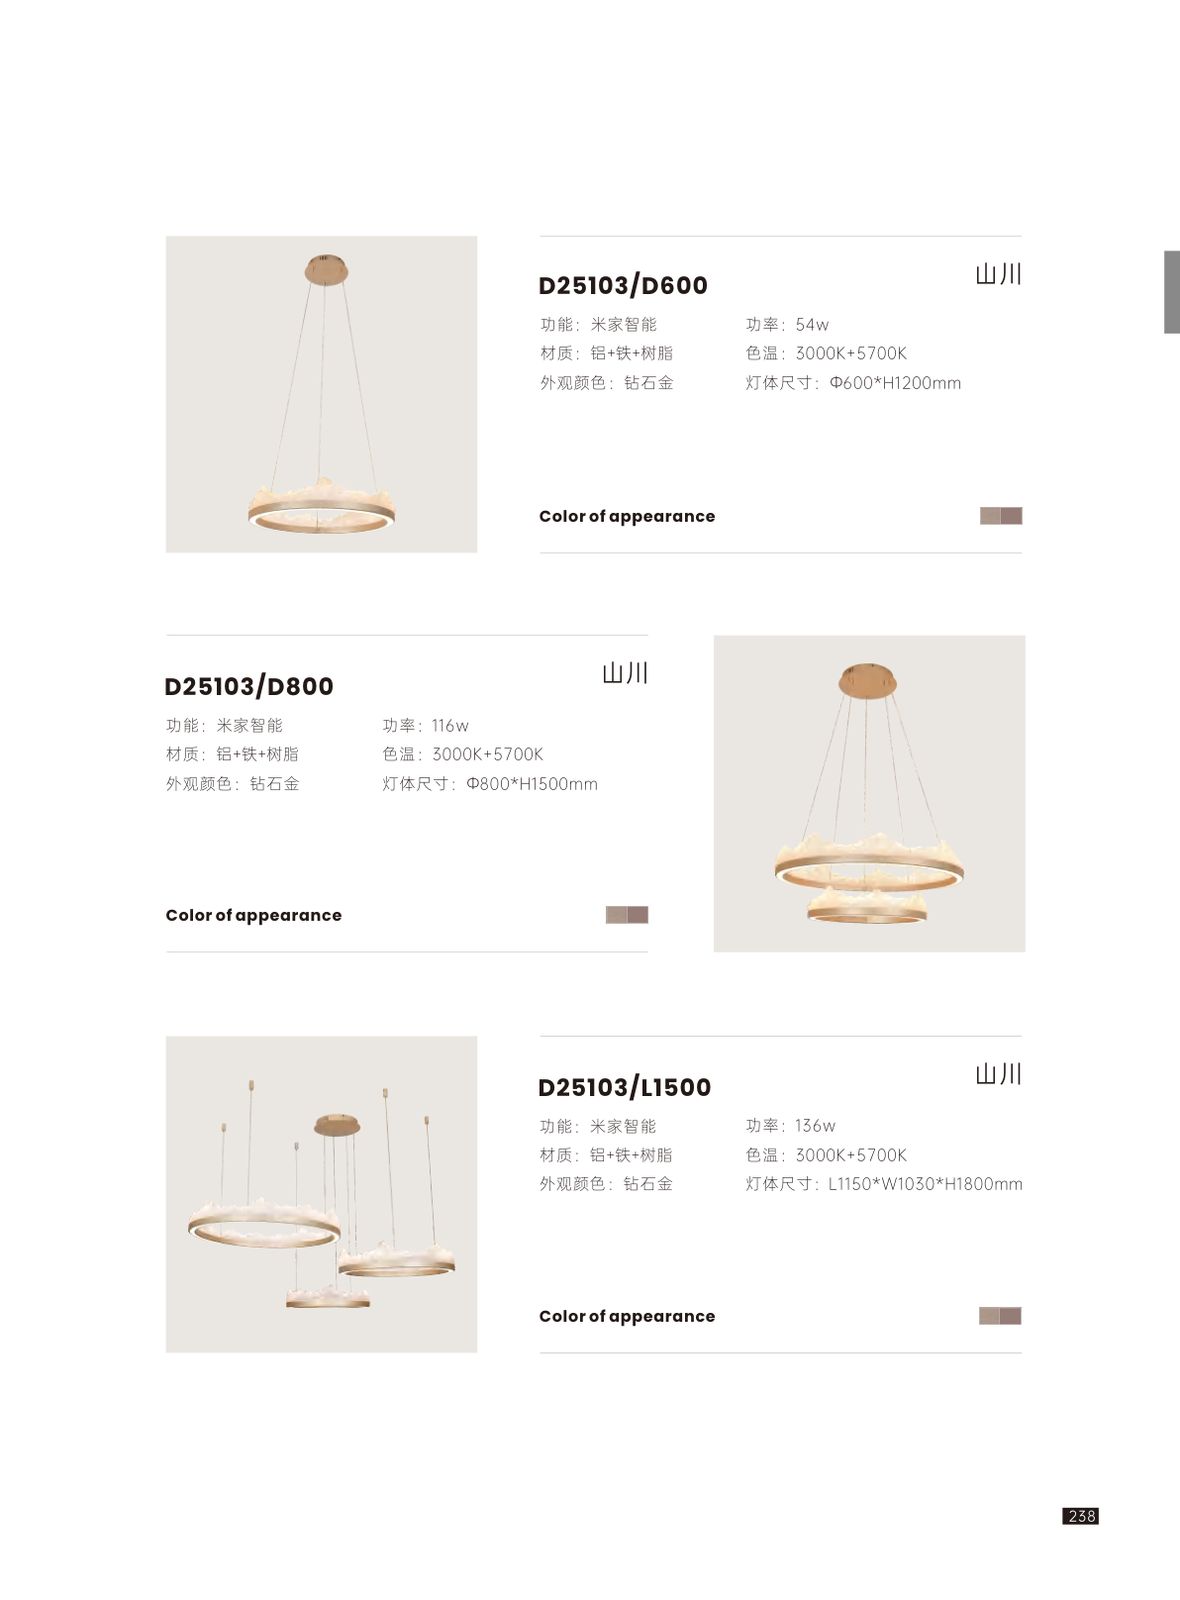 山川
D25103/D600
功能：米家智能 功率：54w
材质：铝+铁+树脂 色温：3000K+5700K
外观颜色：钻石金 灯体尺寸：Φ600*H1200mm
Color of appearance
山川
D25103/D800
功能：米家智能 功率：116w
材质：铝+铁+树脂 色温：3000K+5700K
外观颜色：钻石金 灯体尺寸：Φ800*H1500mm
Color of appearance
山川
D25103/L1500
功能：米家智能 功率：136w
材质：铝+铁+树脂 色温：3000K+5700K
外观颜色：钻石金 灯体尺寸：L1150*W1030*H1800mm
Color of appearance
238